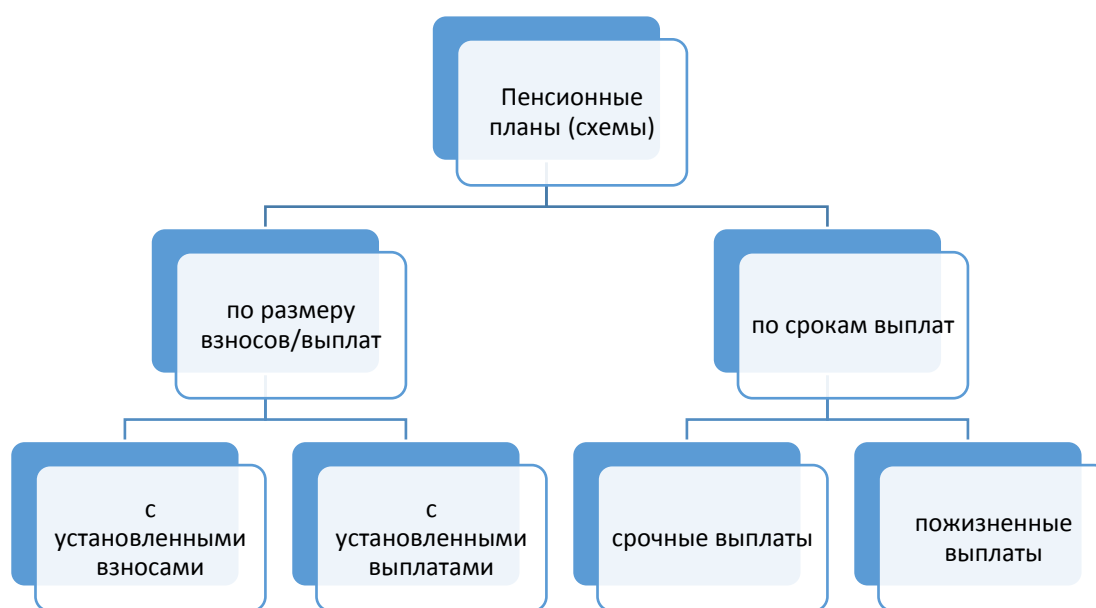 Пенсионные
планы (схемы)
по размеру
взносов/выплат
по срокам выплат
с
установленными
взносами
с
установленными
выплатами
срочные выплаты
пожизненные
выплаты